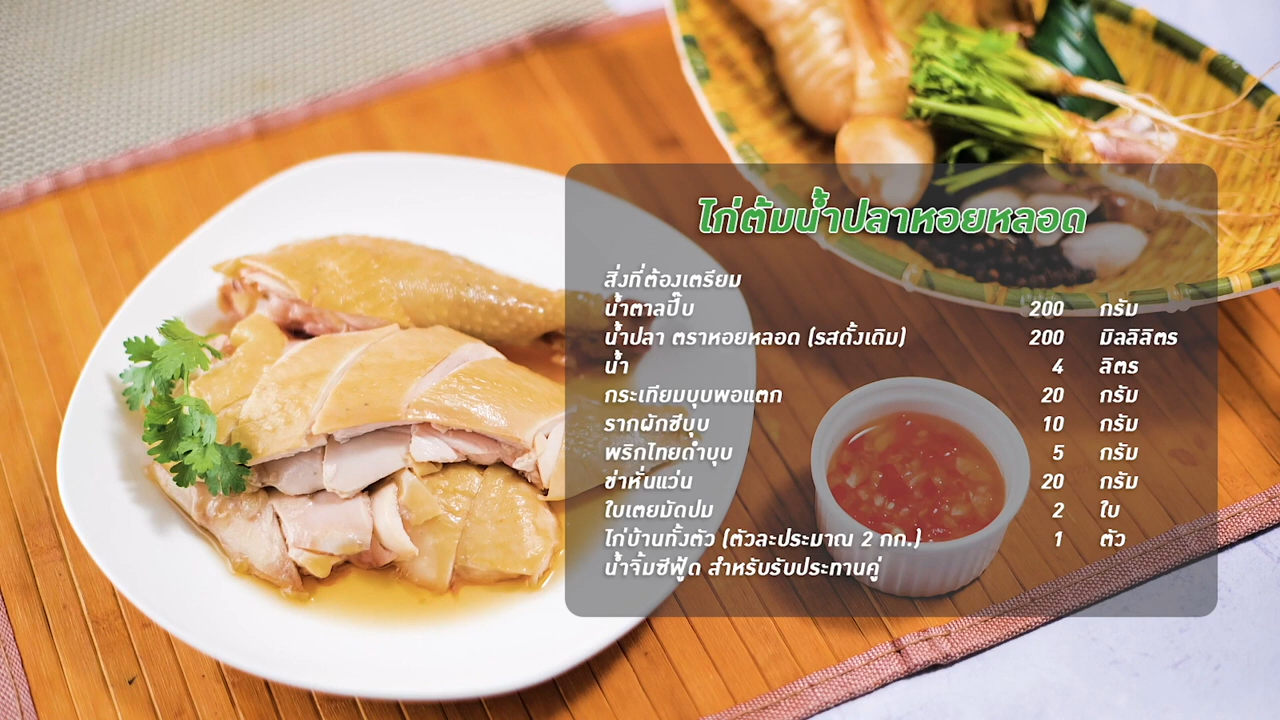 ไก่ต้มน้ำปลาหอยหลอด
สิ่งที่ต้องเตรียม
น้ำตาลปี๊บ 200 กรัม
น้ำปลา ตราหอยหลอด (รสดั้งเดิม) 200 มิลลิลิตร
น้ำ 4 ลิตร
กระเทียมบุบพอแตก 20 กรัม
รากผักชีบุบ 10 กรัม
พริกไทยดำบุบ 5 กรัม
ข่าหั่นแว่น 20 กรัม
ใบเตยมัดปม 2 ใบ
ไก่บ้านทั้งตัว (ตัวละประมาณ 2 กก.) 1 ตัว
น้ำจิ้มซีฟู้ด สำหรับรับประทานคู่